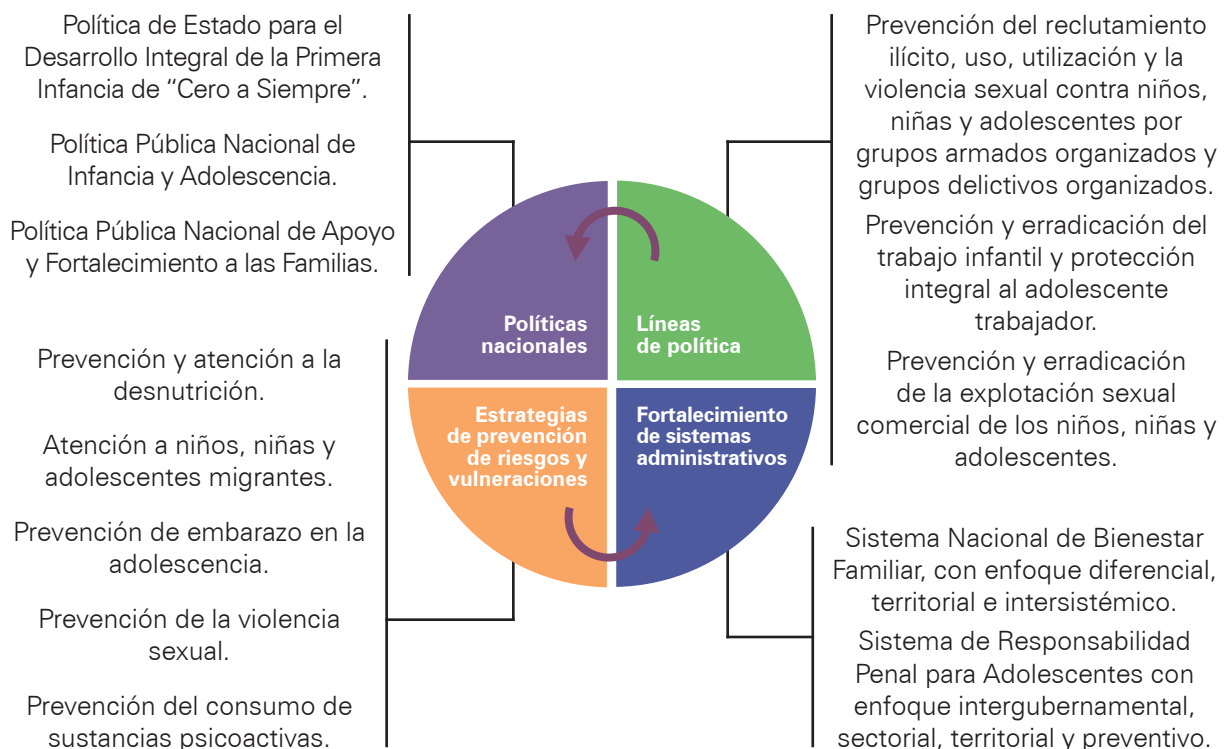 Política de Estado para el
Desarrollo Integral de la Primera
Infancia de “Cero a Siempre”.
Política Pública Nacional de
Infancia y Adolescencia.
Política Pública Nacional de Apoyo
y Fortalecimiento a las Familias.
Políticas
nacionales
Líneas
de política
Prevención del reclutamiento
ilícito, uso, utilización y la
violencia sexual contra niños,
niñas y adolescentes por
grupos armados organizados y
grupos delictivos organizados.
Prevención y erradicación del
trabajo infantil y protección
integral al adolescente
trabajador.
Prevención y erradicación
de la explotación sexual
comercial de los niños, niñas y
adolescentes.
Prevención y atención a la
desnutrición.
Atención a niños, niñas y
adolescentes migrantes.
Prevención de embarazo en la
adolescencia.
Prevención de la violencia
sexual.
Prevención del consumo de
sustancias psicoactivas.
Estrategias
de prevención
de riesgos y
vulneraciones
Fortalecimiento
de sistemas
administrativos
Sistema Nacional de Bienestar
Familiar, con enfoque diferencial,
territorial e intersistémico.
Sistema de Responsabilidad
Penal para Adolescentes con
enfoque intergubernamental,
sectorial, territorial y preventivo.